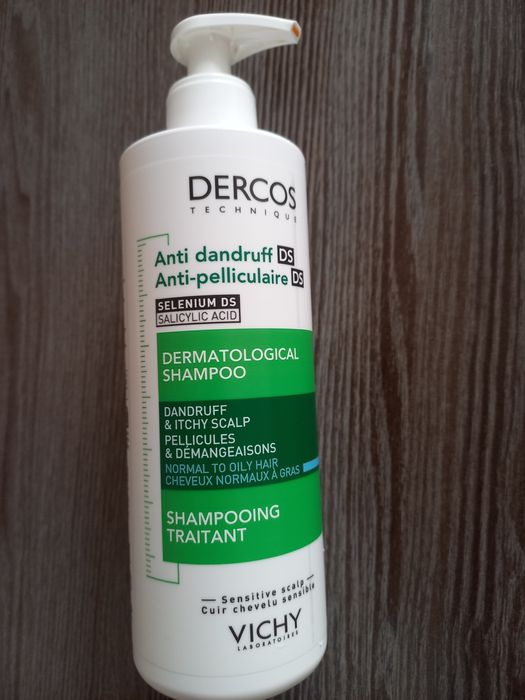 DERCOS
TECHNIQUE
Anti dandruff DS
Anti-pelliculaire DS
SELENIUM DS
SALICYLIC ACID
DERMATOLOGICAL
SHAMPOO
DANDRUFF
& ITCHY SCALP
PELLICULES
& DÉMANGEAISONS
NORMAL TO OILY HAIR
CHEVEUX NORMAUX À GRAS
SHAMPOOING
TRAITANT
Sensitive scalp
Cuir chevelu sensible
VICHY
LABORATOIRES